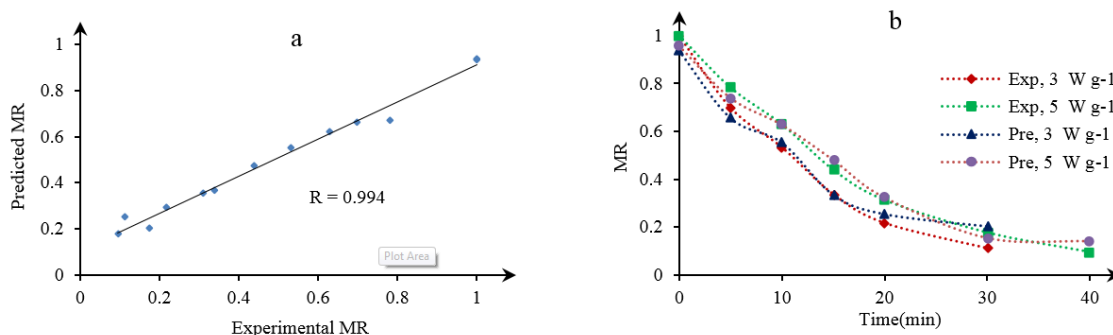 a
1
0.8
0.6
0.4
0.2
0
Predicted MR
R = 0.994
Plot Area
0 0.2 0.4 0.6 0.8 1
Experimental MR
b
1
0.8
0.6
0.4
0.2
0
MR
Exp, 3 W g-1
Exp, 5 W g-1
Pre, 3 W g-1
Pre, 5 W g-1
0 10 20 30 40
Time(min)